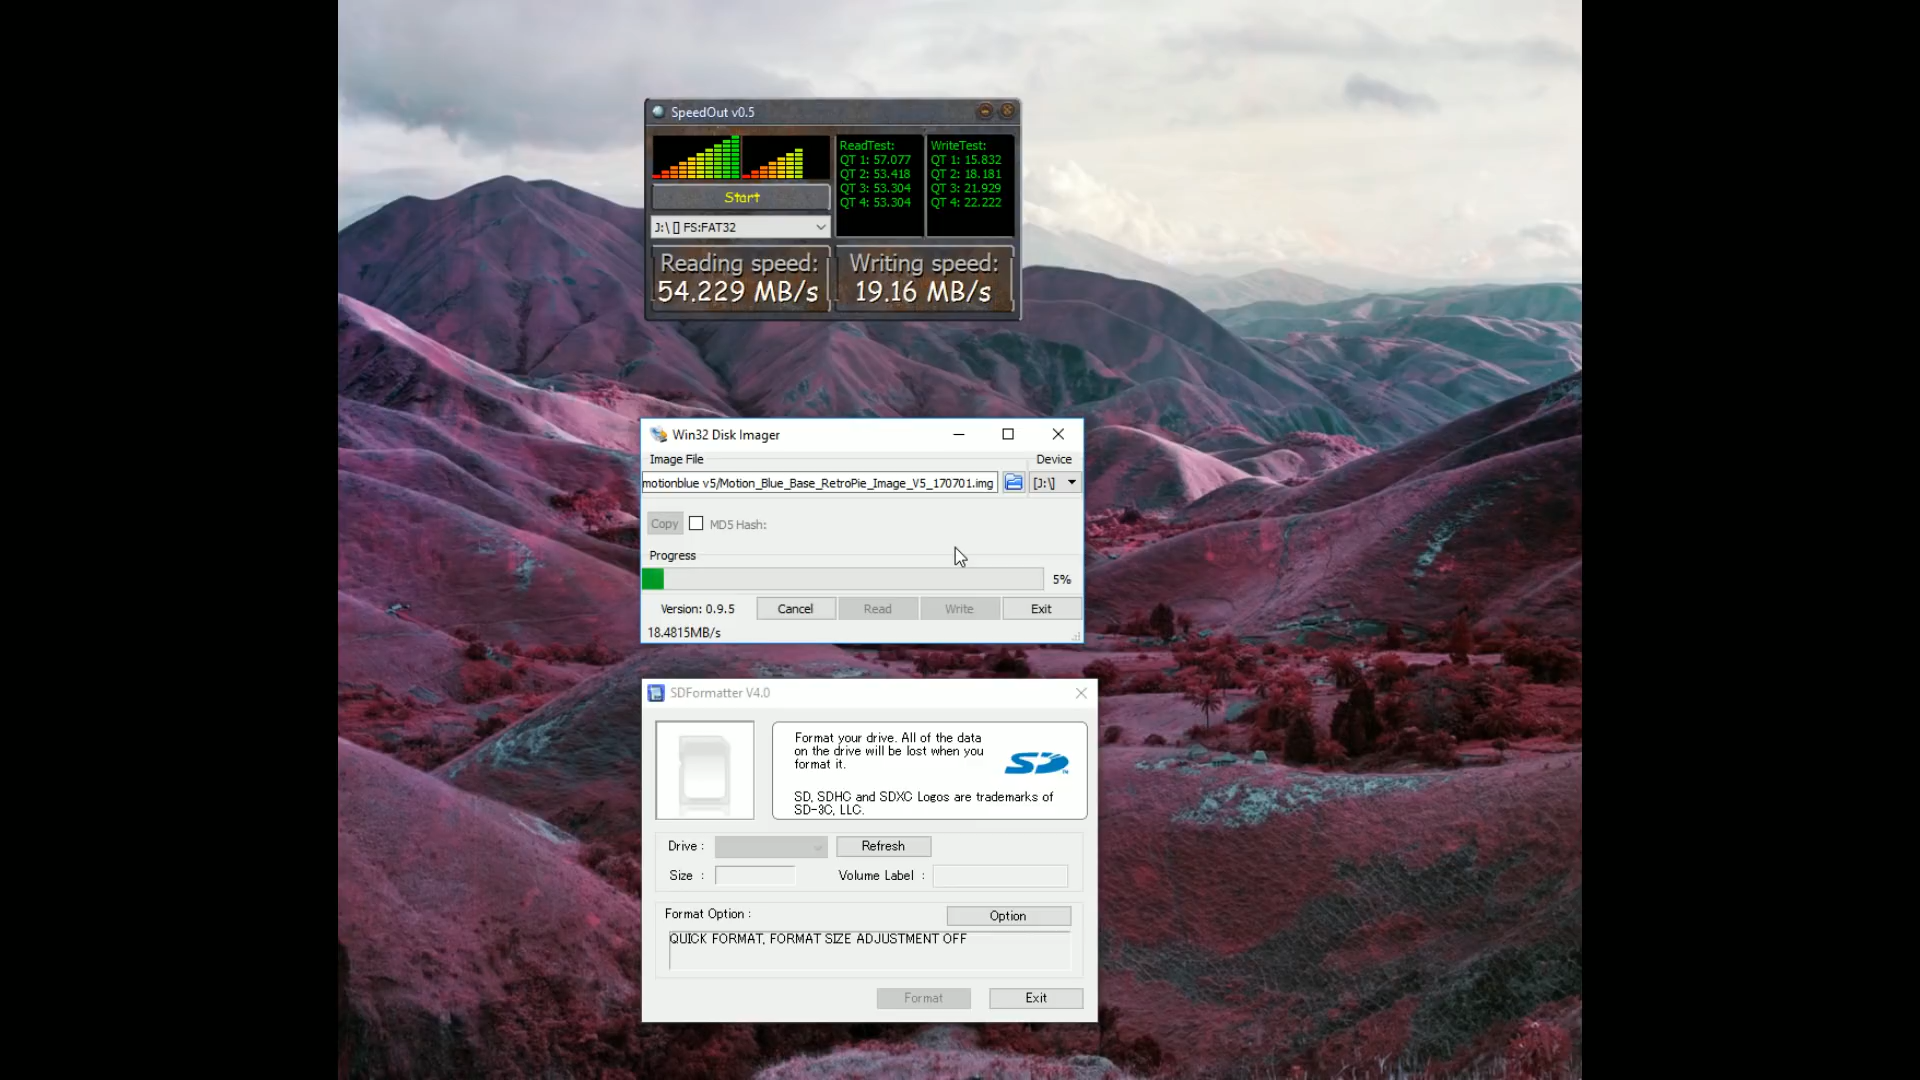 SpeedOut v0.5
ReadTest:
QT 1: 57.077
QT 2: 53.418
QT 3: 53.304
QT 4: 53.304
WriteTest:
QT 1: 15.832
QT 2: 18.181
QT 3: 21.929
QT 4: 22.222
Start
J:\ [] FS:FAT32
Reading speed:
54.229 MB/s
Writing speed:
19.16 MB/s
Win32 Disk Imager
Image File
Device
motionblue v5/Motion_Blue_Base_RetroPie_Image_V5_170701.img
[J:\]
Copy
MD5 Hash:
Progress
5%
Version: 0.9.5
Cancel
Read
Write
Exit
18.4815MB/s
SDFormatter V4.0
Format your drive. All of the data
on the drive will be lost when you
format it.
SD, SDHC and SDXC Logos are trademarks of
SD-3C, LLC.
SD
TM
Drive :
Refresh
Size :
Volume Label :
Format Option :
Option
QUICK FORMAT, FORMAT SIZE ADJUSTMENT OFF
Format
Exit